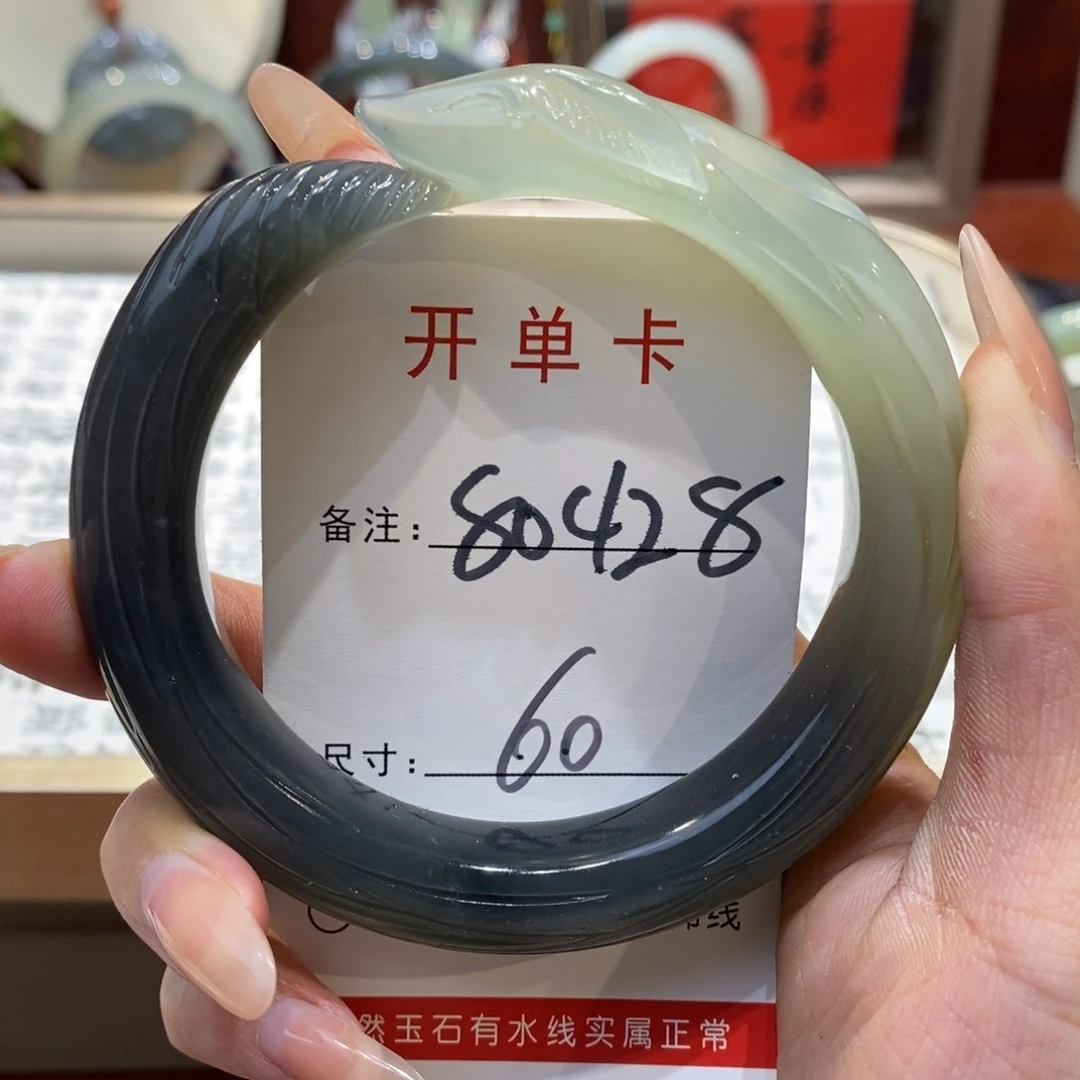 开单卡
备注: 80428
尺寸: 60
线
然玉石有水线实属正常